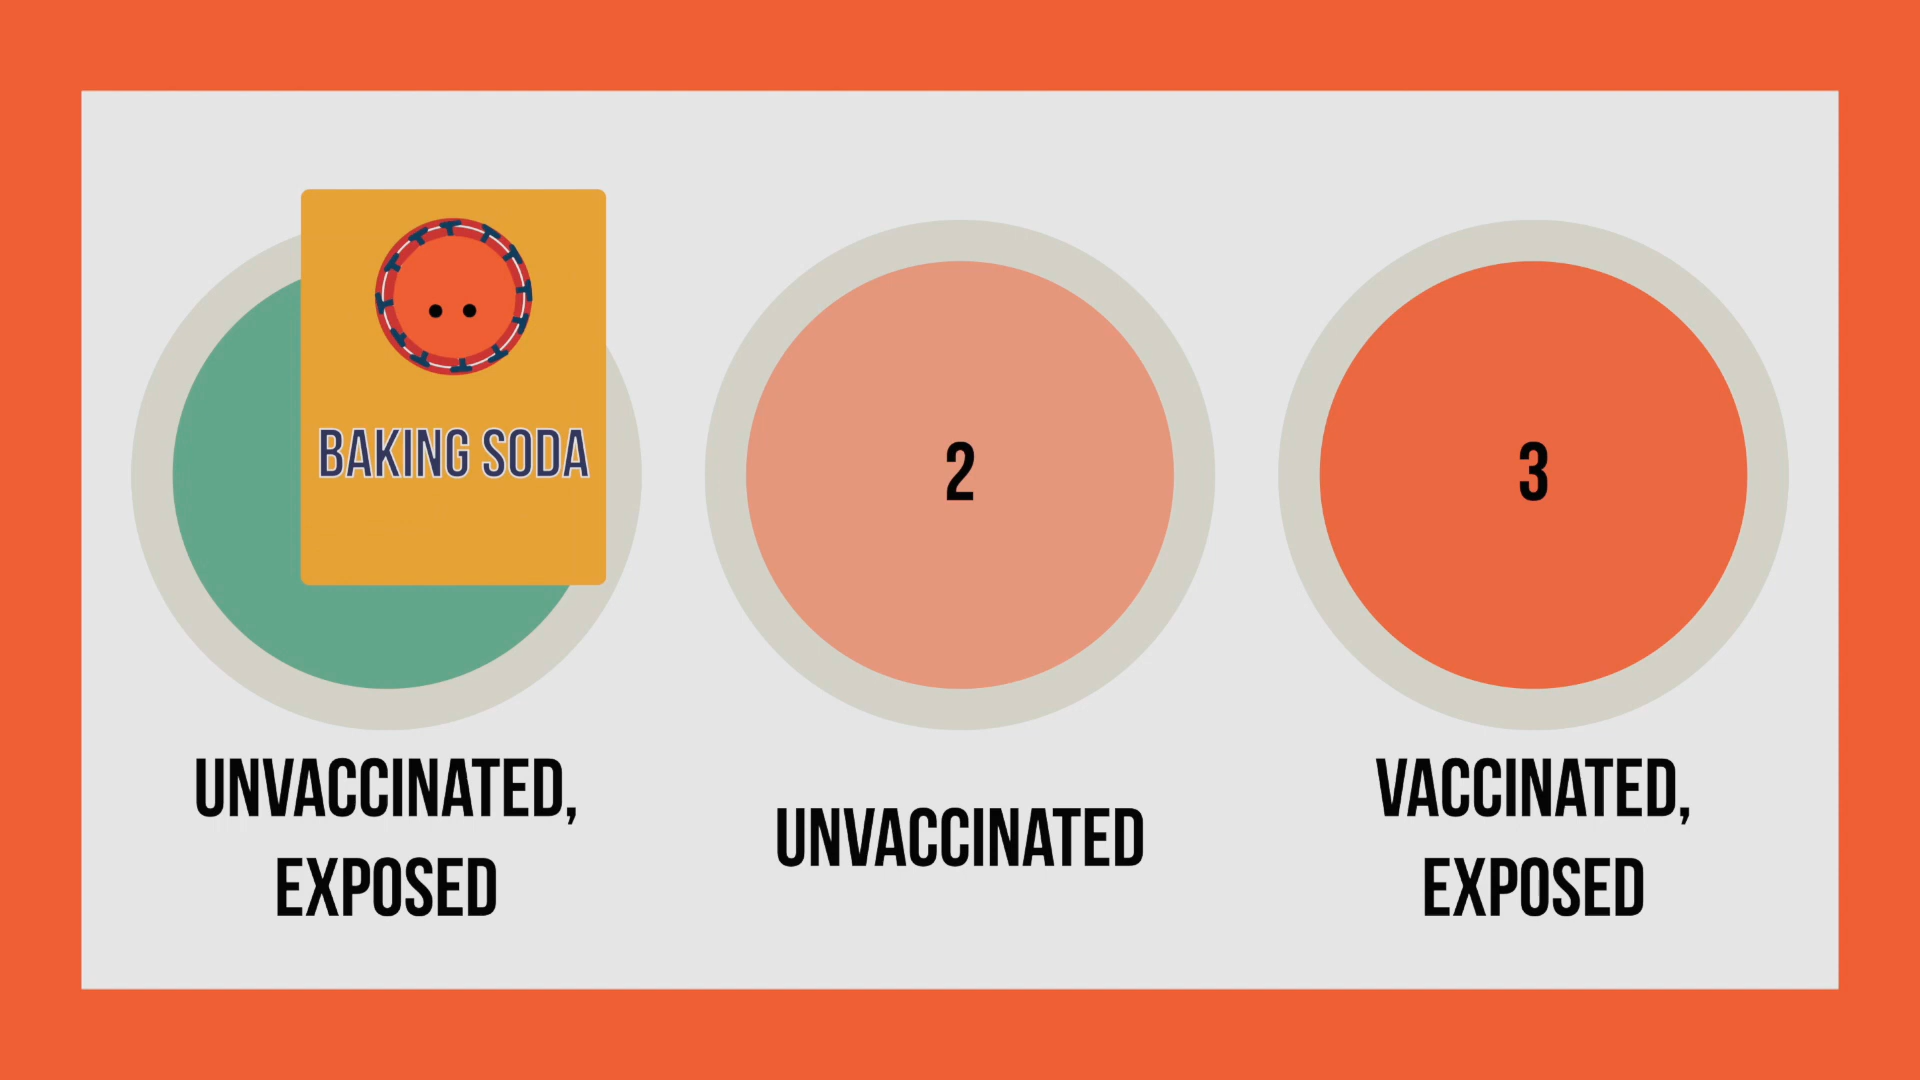 BAKING SODA
2
3
UNVACCINATED,
EXPOSED
UNVACCINATED
VACCINATED,
EXPOSED